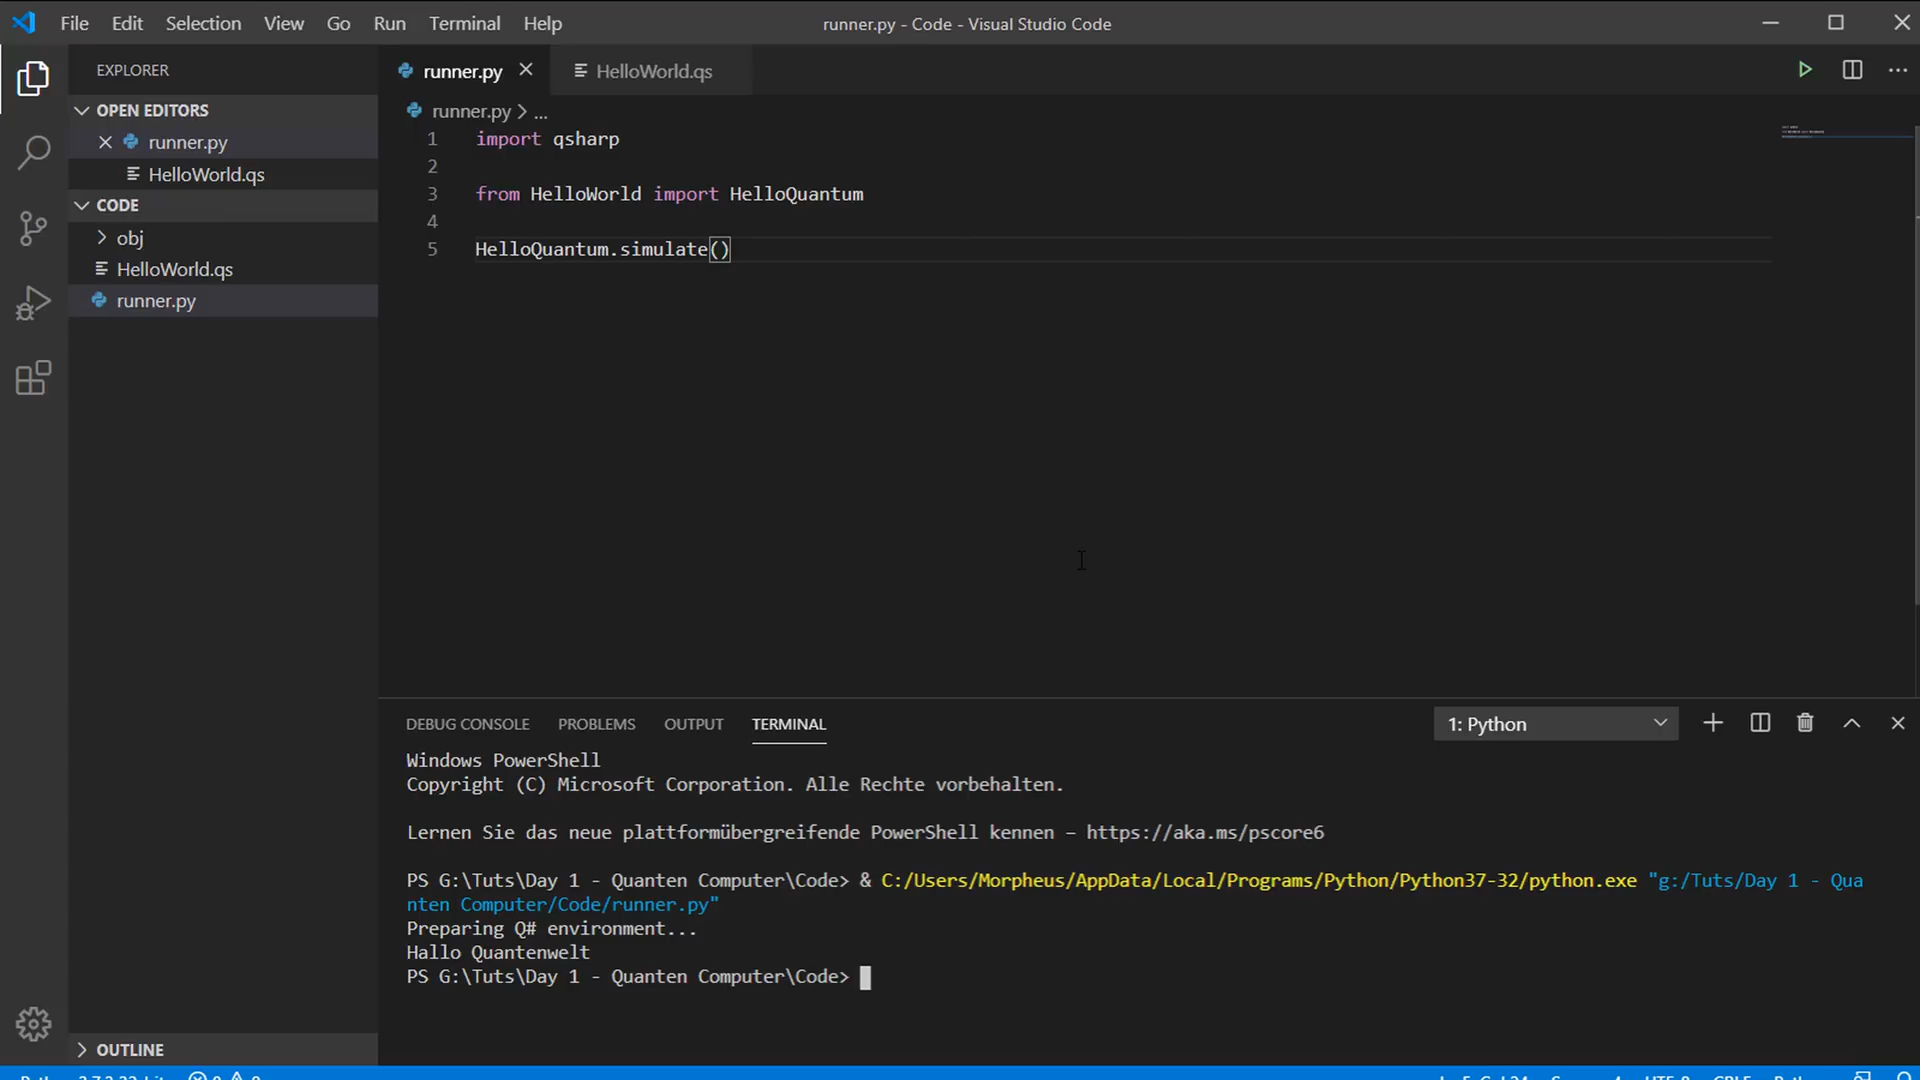 File Edit Selection View Go Run Terminal Help
runner.py - Code - Visual Studio Code
EXPLORER
OPEN EDITORS
runner.py
HelloWorld.qs
CODE
obj
HelloWorld.qs
runner.py
OUTLINE
runner.py
HelloWorld.qs
runner.py > ...
1 import qsharp
2
3 from HelloWorld import HelloQuantum
4
5 HelloQuantum.simulate()
DEBUG CONSOLE PROBLEMS OUTPUT TERMINAL
1: Python
Windows PowerShell
Copyright (C) Microsoft Corporation. Alle Rechte vorbehalten.
Lernen Sie das neue plattformübergreifende PowerShell kennen – https://aka.ms/pscore6
PS G:\Tuts\Day 1 - Quanten Computer\Code> & C:/Users/Morpheus/AppData/Local/Programs/Python/Python37-32/python.exe "g:/Tuts/Day 1 - Qua
nten Computer/Code/runner.py"
Preparing Q# environment...
Hallo Quantenwelt
PS G:\Tuts\Day 1 - Quanten Computer\Code>